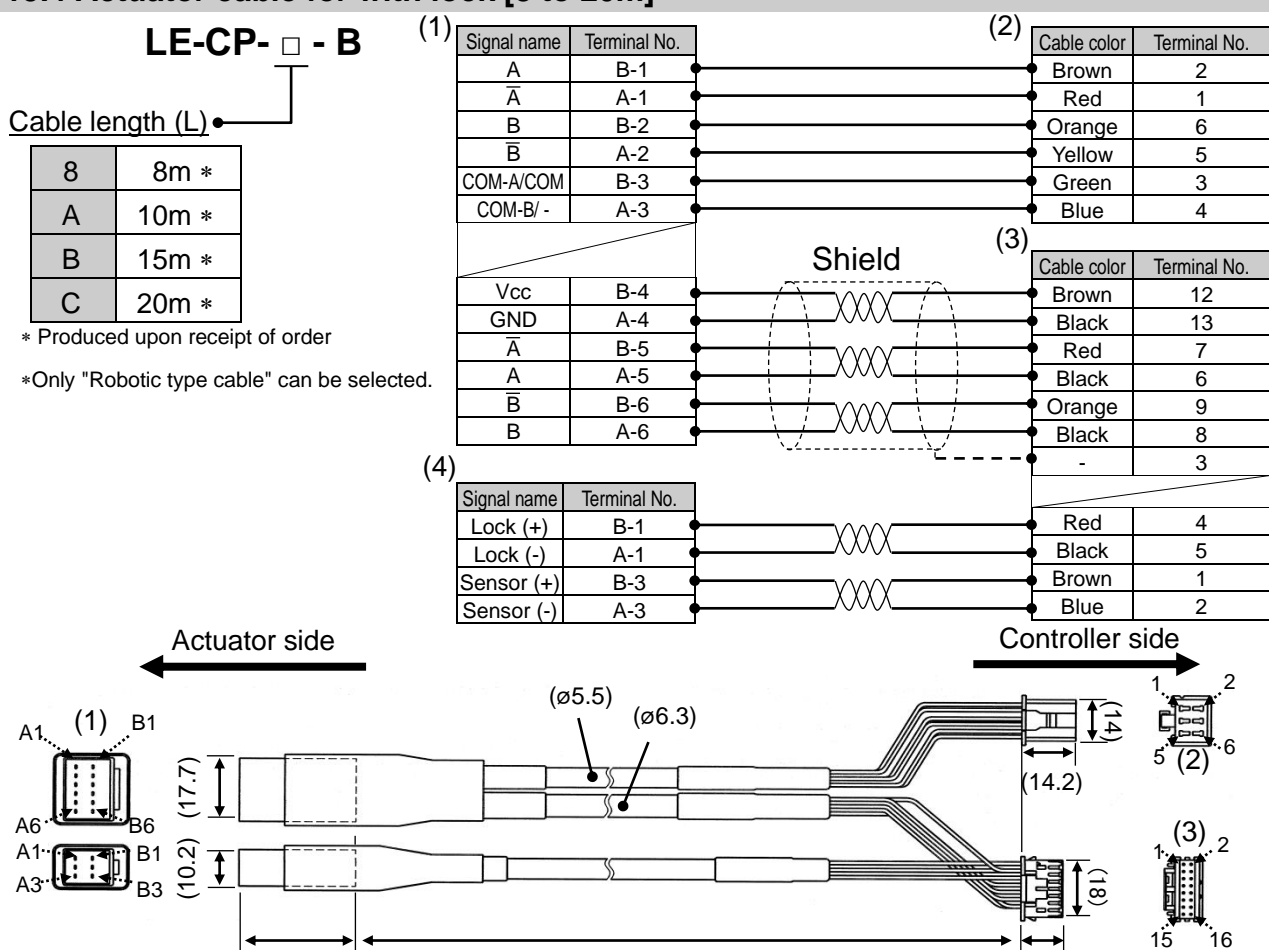 LE-CP- □ - B
Cable length (L)
8 8m *
A 10m *
B 15m *
C 20m *
* Produced upon receipt of order
*Only "Robotic type cable" can be selected.
(1)
Signal name Terminal No.
A B-1
A̅ A-1
B B-2
B̅ A-2
COM-A/COM B-3
COM-B/ - A-3
Vcc B-4
GND A-4
A̅ B-5
A A-5
B̅ B-6
B A-6
Shield
(2)
Cable color Terminal No.
Brown 2
Red 1
Orange 6
Yellow 5
Green 3
Blue 4
(3)
Cable color Terminal No.
Brown 12
Black 13
Red 7
Black 6
Orange 9
Black 8
- 3
Red 4
Black 5
Brown 1
Blue 2
(4)
Signal name Terminal No.
Lock (+) B-1
Lock (-) A-1
Sensor (+) B-3
Sensor (-) A-3
Actuator side
Controller side
A1 (1) B1
A6 B6
A1 B1
A3 B3
(17.7)
(10.2)
(ø5.5)
(ø6.3)
(14)
(14.2)
(18)
1 2
5 (2) 6
(3)
1 2
15 16